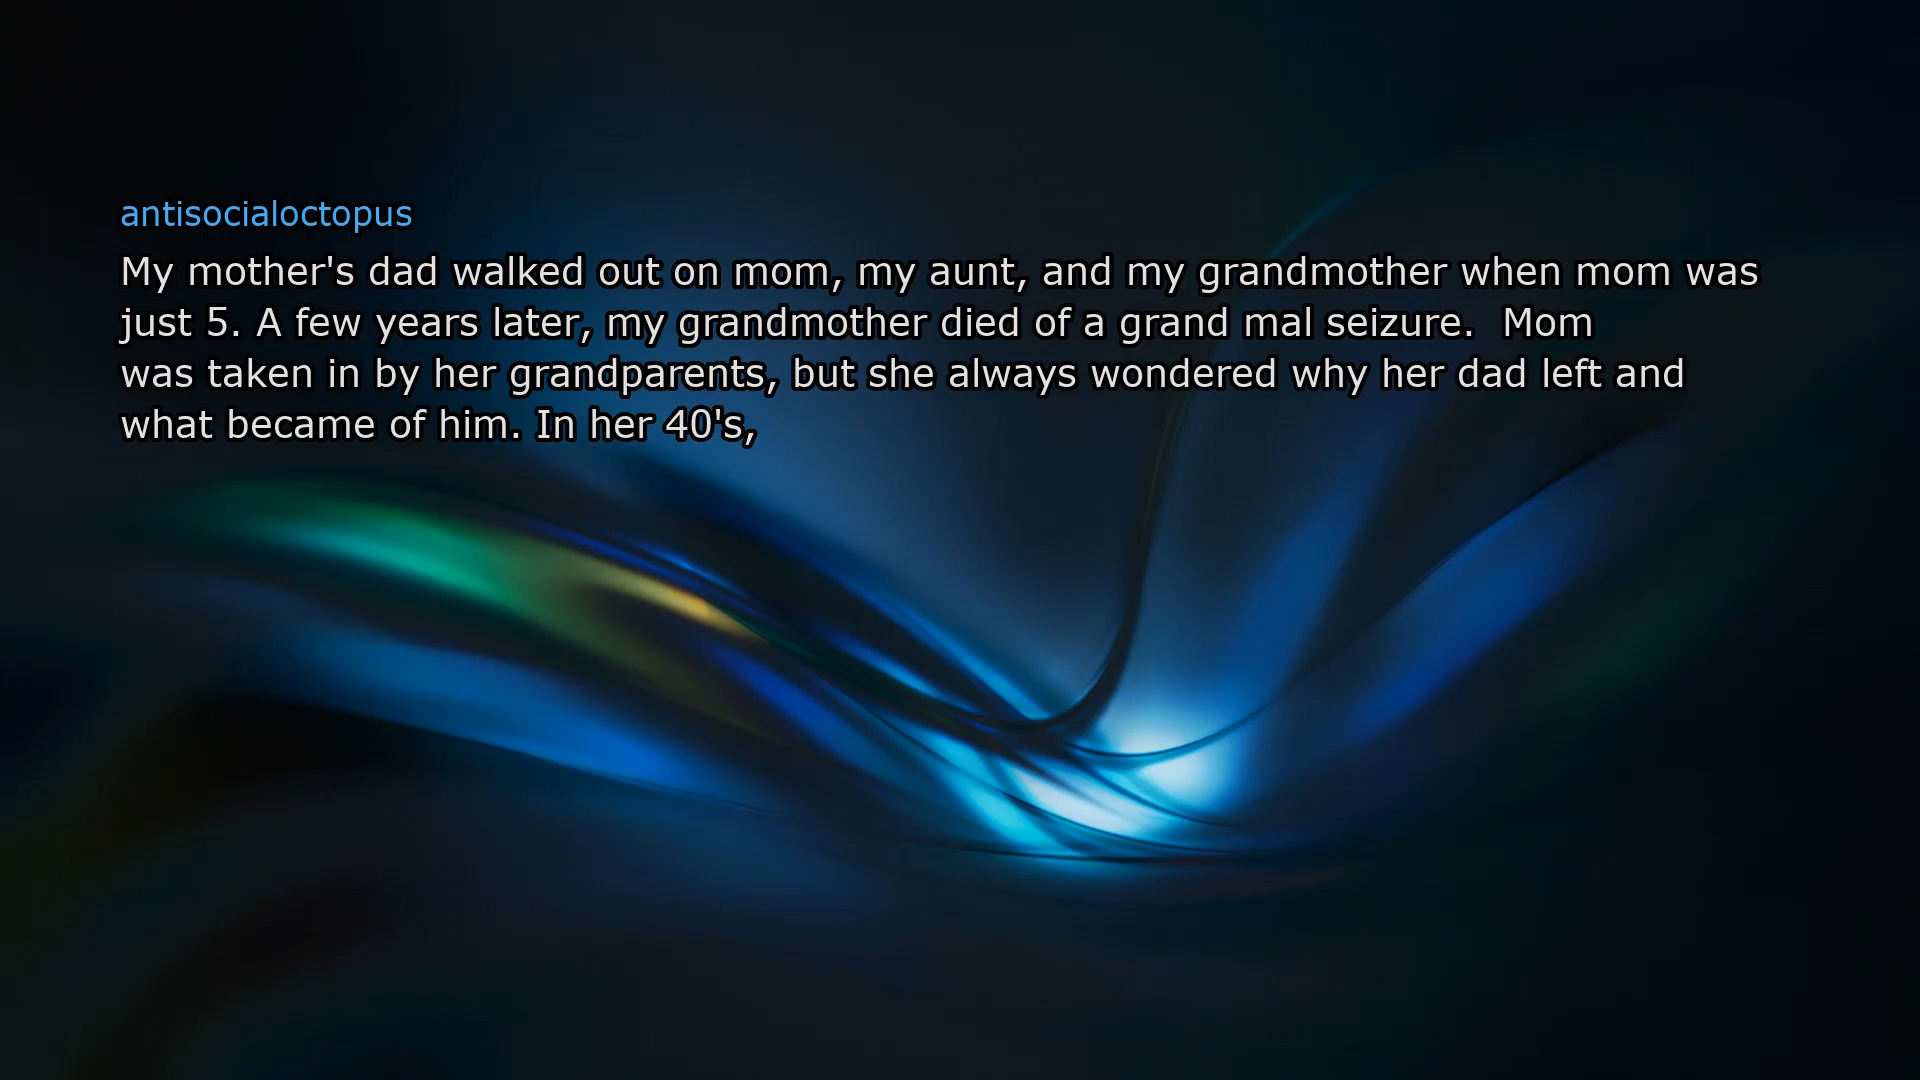 antisocialoctopus
My mother's dad walked out on mom, my aunt, and my grandmother when mom was
just 5. A few years later, my grandmother died of a grand mal seizure.  Mom
was taken in by her grandparents, but she always wondered why her dad left and
what became of him. In her 40's,